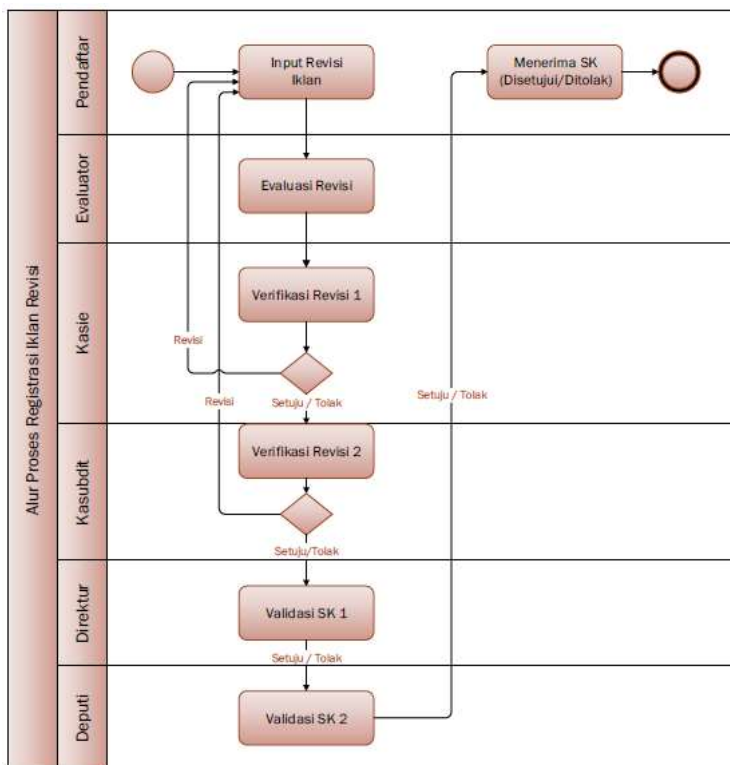 Alur Proses Registrasi Iklan Revisi
Pendaftar
Input Revisi
Iklan
Menerima SK
(Disetujui/Ditolak)
Evaluator
Evaluasi Revisi
Kasie
Verifikasi Revisi 1
Revisi
Revisi
Setuju / Tolak
Setuju / Tolak
Kasubdit
Verifikasi Revisi 2
Setuju/Tolak
Direktur
Validasi SK 1
Setuju / Tolak
Deputi
Validasi SK 2